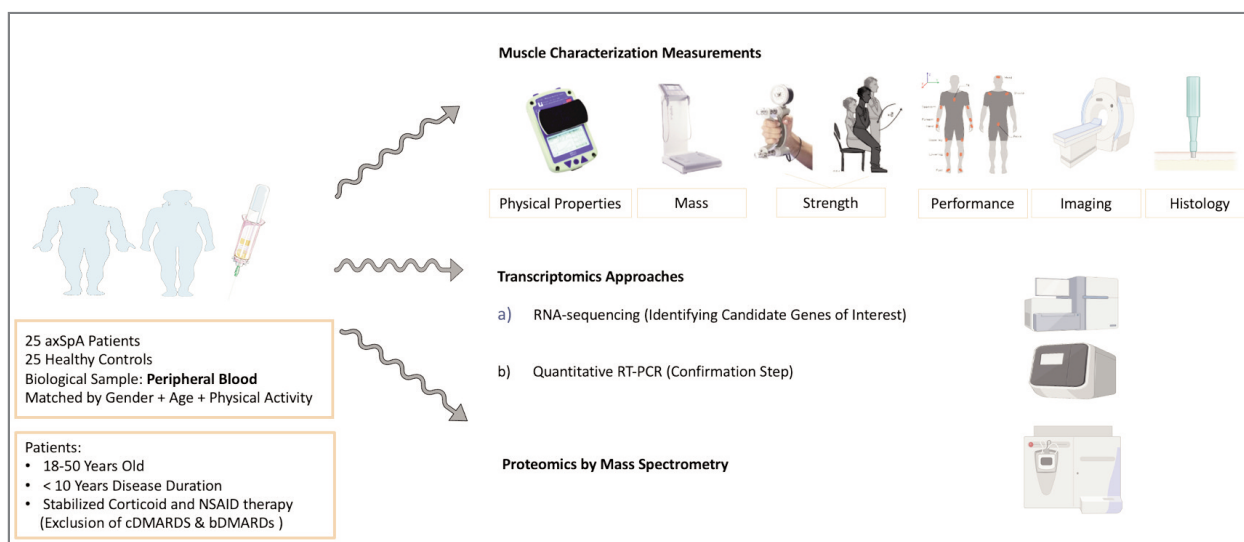 Muscle Characterization Measurements
Physical Properties
Mass
Strength
Performance
Imaging
Histology
25 axSpA Patients
25 Healthy Controls
Biological Sample: Peripheral Blood
Matched by Gender + Age + Physical Activity
Patients:
• 18-50 Years Old
• < 10 Years Disease Duration
• Stabilized Corticoid and NSAID therapy
(Exclusion of cDMARDS & bDMARDs )
Transcriptomics Approaches
a) RNA-sequencing (Identifying Candidate Genes of Interest)
b) Quantitative RT-PCR (Confirmation Step)
Proteomics by Mass Spectrometry